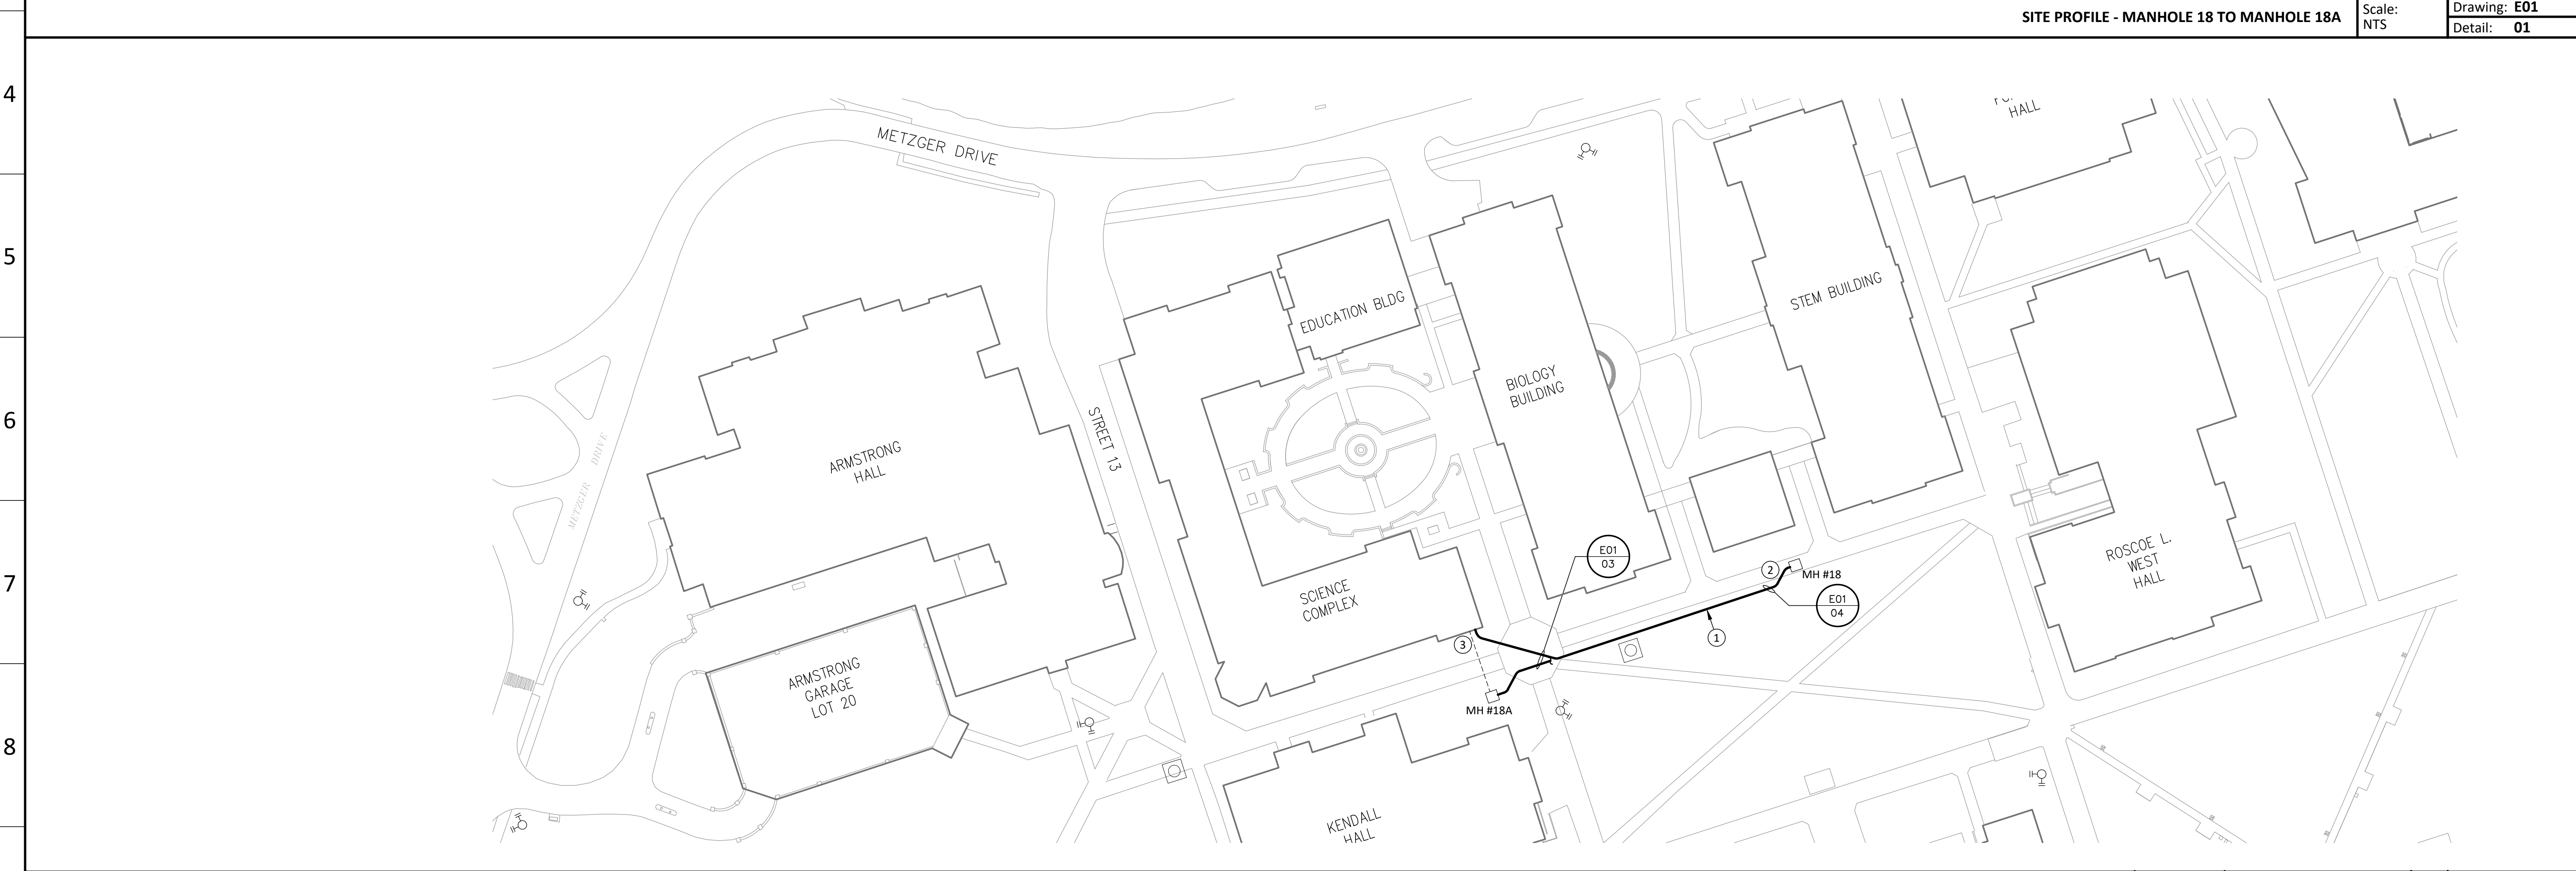 SITE PROFILE - MANHOLE 18 TO MANHOLE 18A
Scale:
NTS
Drawing: E01
Detail: 01
4
5
6
7
8
METZGER DRIVE
HALL
EDUCATION BLDG
STEM BUILDING
BIOLOGY
BUILDING
STREET 13
ARMSTRONG
HALL
METZGER DRIVE
ROSCOE L.
WEST
HALL
E01
03
2
MH #18
E01
04
SCIENCE
COMPLEX
1
3
ARMSTRONG
GARAGE
LOT 20
MH #18A
KENDALL
HALL